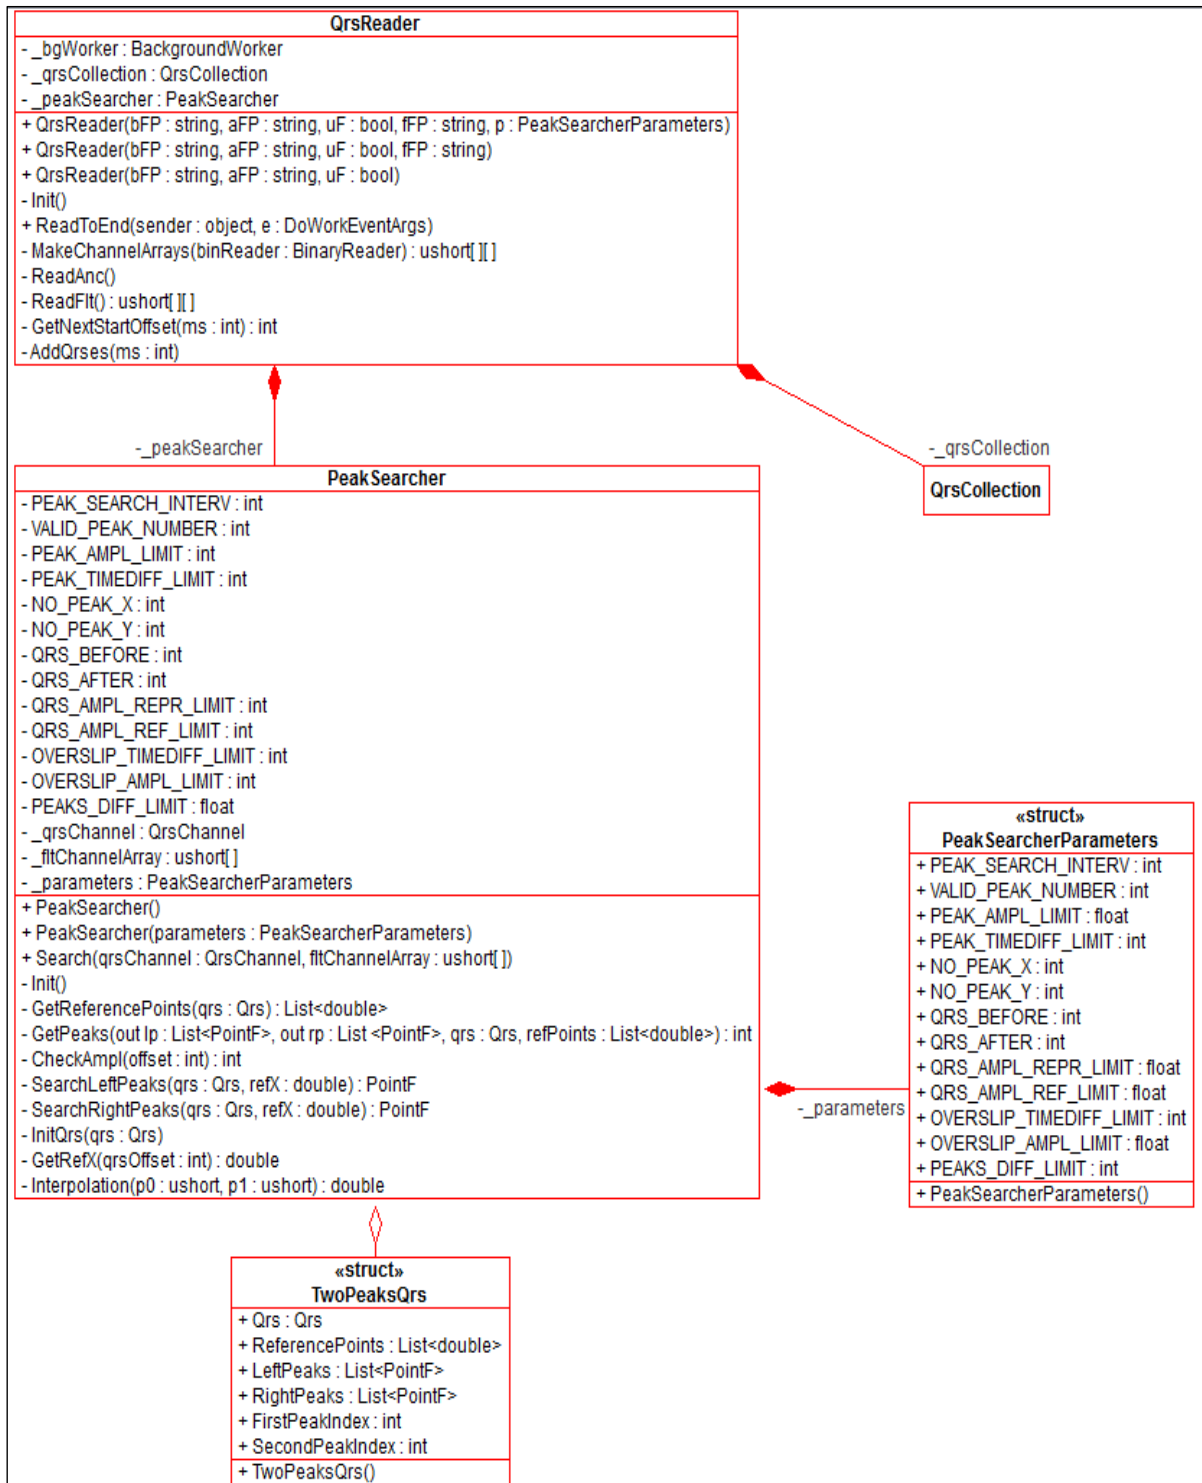 QrsReader
- _bgWorker : BackgroundWorker
- _qrsCollection : QrsCollection
- _peakSearcher : PeakSearcher
+ QrsReader(bFP : string, aFP : string, uF : bool, fFP : string, p : PeakSearcherParameters)
+ QrsReader(bFP : string, aFP : string, uF : bool, fFP : string)
+ QrsReader(bFP : string, aFP : string, uF : bool)
- Init()
+ ReadToEnd(sender : object, e : DoWorkEventArgs)
- MakeChannelArrays(binReader : BinaryReader) : ushort[ ][ ]
- ReadAnc()
- ReadFlt() : ushort[ ][ ]
- GetNextStartOffset(ms : int) : int
- AddQrses(ms : int)
-_peakSearcher
-_qrsCollection
QrsCollection
PeakSearcher
- PEAK_SEARCH_INTERV : int
- VALID_PEAK_NUMBER : int
- PEAK_AMPL_LIMIT : int
- PEAK_TIMEDIFF_LIMIT : int
- NO_PEAK_X : int
- NO_PEAK_Y : int
- QRS_BEFORE : int
- QRS_AFTER : int
- QRS_AMPL_REPR_LIMIT : int
- QRS_AMPL_REF_LIMIT : int
- OVERSLIP_TIMEDIFF_LIMIT : int
- OVERSLIP_AMPL_LIMIT : int
- PEAKS_DIFF_LIMIT : float
- _qrsChannel : QrsChannel
- _fltChannelArray : ushort[ ]
- _parameters : PeakSearcherParameters
+ PeakSearcher()
+ PeakSearcher(parameters : PeakSearcherParameters)
+ Search(qrsChannel : QrsChannel, fltChannelArray : ushort[ ])
- Init()
- GetReferencePoints(qrs : Qrs) : List<double>
- GetPeaks(out lp : List<PointF>, out rp : List <PointF>, qrs : Qrs, refPoints : List<double>) : int
- CheckAmpl(offset : int) : int
- SearchLeftPeaks(qrs : Qrs, refX : double) : PointF
- SearchRightPeaks(qrs : Qrs, refX : double) : PointF
- InitQrs(qrs : Qrs)
- GetRefX(qrsOffset : int) : double
- Interpolation(p0 : ushort, p1 : ushort) : double
-_parameters
«struct»
PeakSearcherParameters
+ PEAK_SEARCH_INTERV : int
+ VALID_PEAK_NUMBER : int
+ PEAK_AMPL_LIMIT : float
+ PEAK_TIMEDIFF_LIMIT : int
+ NO_PEAK_X : int
+ NO_PEAK_Y : int
+ QRS_BEFORE : int
+ QRS_AFTER : int
+ QRS_AMPL_REPR_LIMIT : float
+ QRS_AMPL_REF_LIMIT : float
+ OVERSLIP_TIMEDIFF_LIMIT : int
+ OVERSLIP_AMPL_LIMIT : float
+ PEAKS_DIFF_LIMIT : int
+ PeakSearcherParameters()
«struct»
TwoPeaksQrs
+ Qrs : Qrs
+ ReferencePoints : List<double>
+ LeftPeaks : List<PointF>
+ RightPeaks : List<PointF>
+ FirstPeakIndex : int
+ SecondPeakIndex : int
+ TwoPeaksQrs()